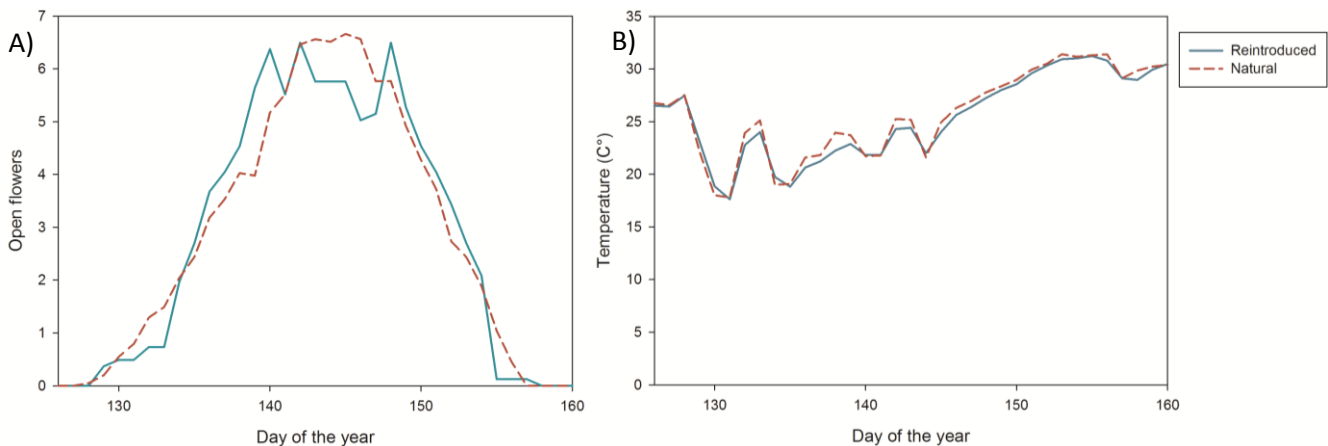 A)
7
6
5
4
3
2
1
0
Open flowers
130 140 150 160
Day of the year
B)
35
30
25
20
15
10
5
0
Temperature (C°)
130 140 150 160
Day of the year
Reintroduced
Natural